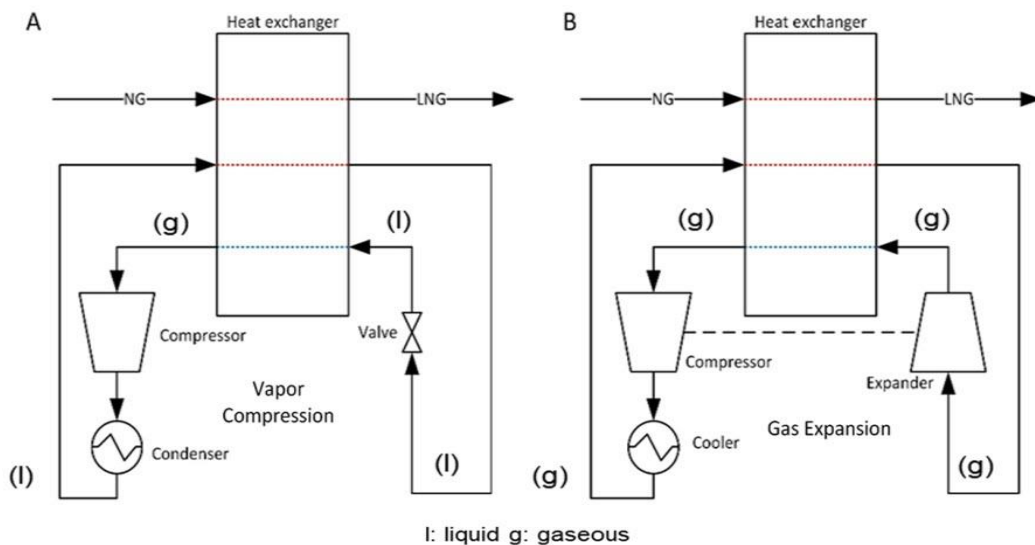 A
Heat exchanger
NG
LNG
(g)
(l)
Compressor
Valve
Vapor
Compression
Condenser
(l)
(l)
B
Heat exchanger
NG
LNG
(g)
(g)
Compressor
Expander
Gas Expansion
Cooler
(g)
(g)
l: liquid g: gaseous